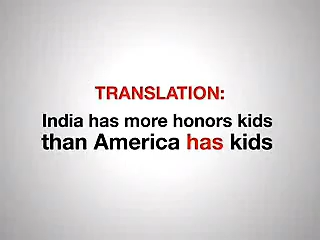 TRANSLATION:
India has more honors kids
than America has kids